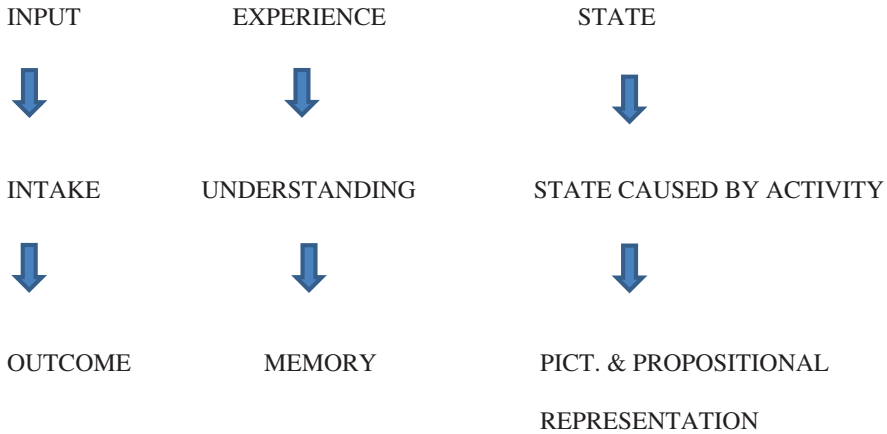 INPUT EXPERIENCE STATE
INTAKE UNDERSTANDING STATE CAUSED BY ACTIVITY
OUTCOME MEMORY PICT. & PROPOSITIONAL
REPRESENTATION